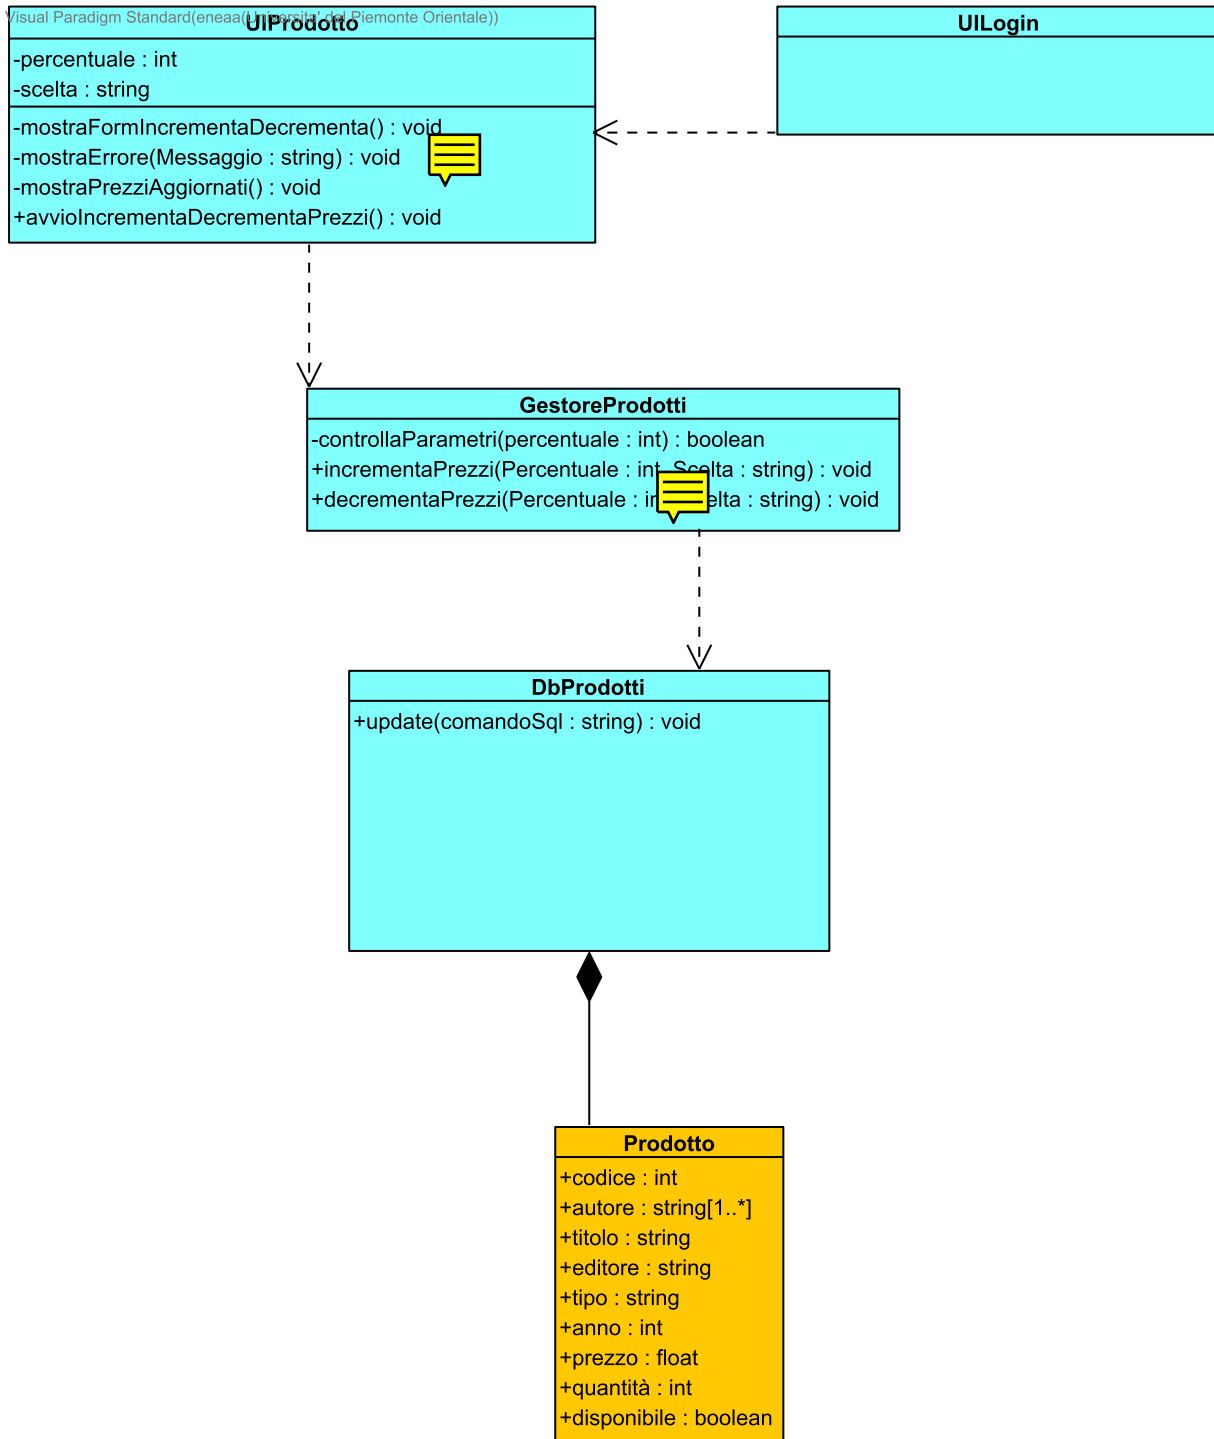 Visual Paradigm Standard(eneaa(Universita' del Piemonte Orientale))
UIProdotto
-percentuale : int
-scelta : string
-mostraFormIncrementaDecrementa() : void
-mostraErrore(Messaggio : string) : void
-mostraPrezziAggiornati() : void
+avvioIncrementaDecrementaPrezzi() : void
UILogin
GestoreProdotti
-controllaParametri(percentuale : int) : boolean
+incrementaPrezzi(Percentuale : int, Scelta : string) : void
+decrementaPrezzi(Percentuale : int, Scelta : string) : void
DbProdotti
+update(comandoSql : string) : void
Prodotto
+codice : int
+autore : string[1..*]
+titolo : string
+editore : string
+tipo : string
+anno : int
+prezzo : float
+quantità : int
+disponibile : boolean